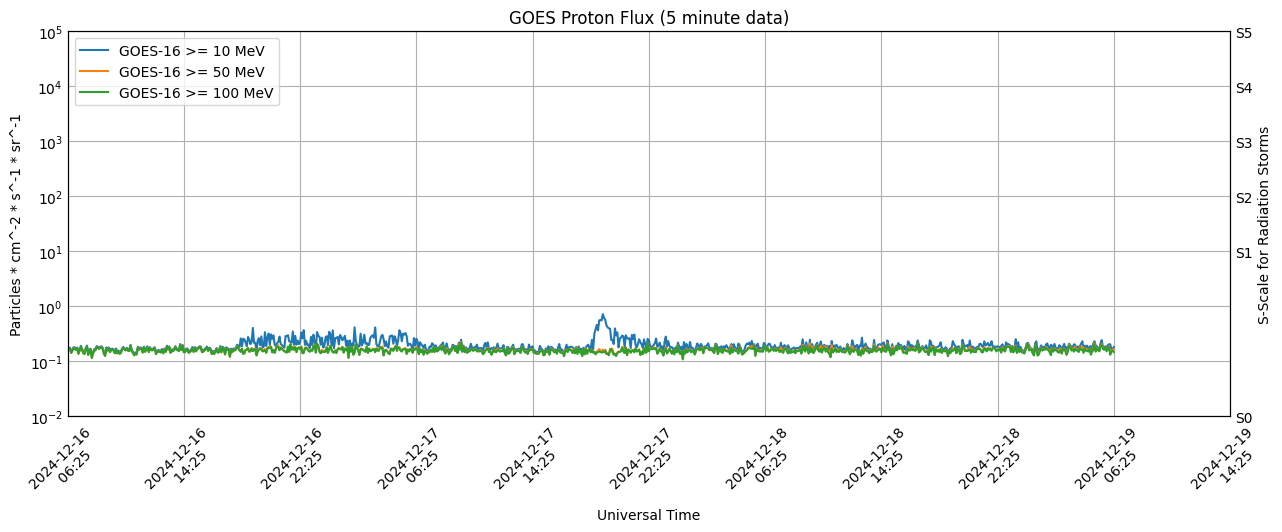 GOES Proton Flux (5 minute data)
GOES-16 >= 10 MeV
GOES-16 >= 50 MeV
GOES-16 >= 100 MeV
Particles * cm^-2 * s^-1 * sr^-1
10^5
10^4
10^3
10^2
10^1
10^0
10^-1
10^-2
S5
S4
S3
S2
S1
S0
S-Scale for Radiation Storms
2024-12-16
06:25
2024-12-16
14:25
2024-12-16
22:25
2024-12-17
06:25
2024-12-17
14:25
2024-12-17
22:25
2024-12-18
06:25
2024-12-18
14:25
2024-12-18
22:25
2024-12-19
06:25
2024-12-19
14:25
Universal Time